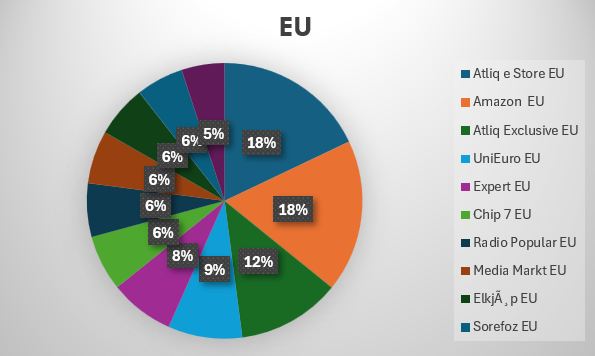 EU
18%
18%
12%
9%
8%
6%
6%
6%
6%
6%
5%
Atliq e Store EU
Amazon  EU
Atliq Exclusive EU
UniEuro EU
Expert EU
Chip 7 EU
Radio Popular EU
Media Markt EU
ElkjÃ¸p EU
Sorefoz EU